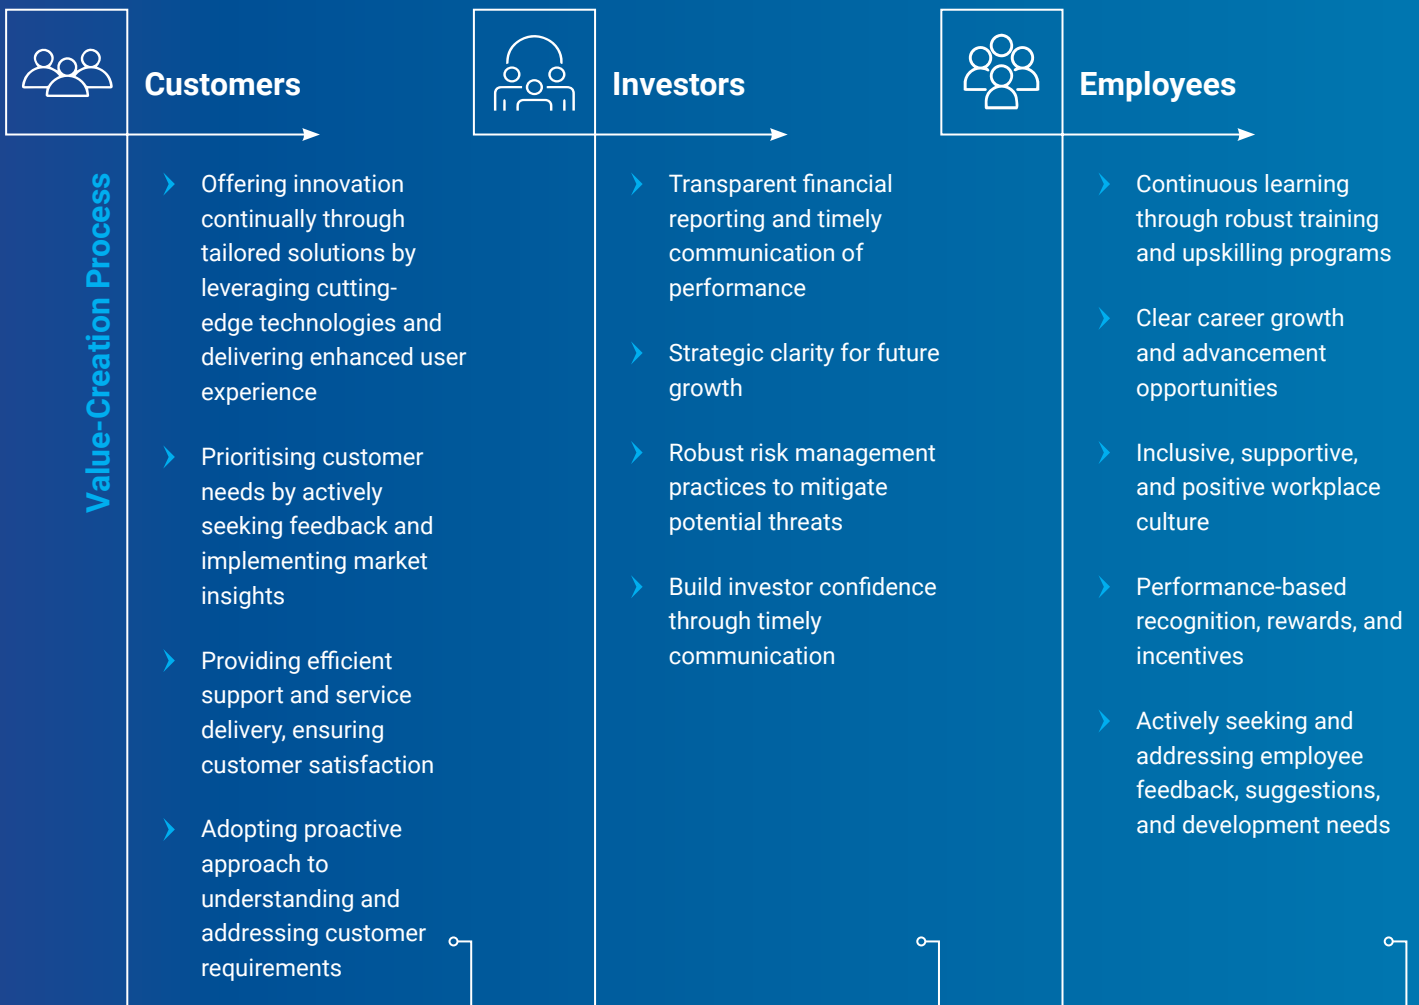 Customers
Value-Creation Process
Offering innovation
continually through
tailored solutions by
leveraging cutting-
edge technologies and
delivering enhanced user
experience
Prioritising customer
needs by actively
seeking feedback and
implementing market
insights
Providing efficient
support and service
delivery, ensuring
customer satisfaction
Adopting proactive
approach to
understanding and
addressing customer
requirements
Investors
Transparent financial
reporting and timely
communication of
performance
Strategic clarity for future
growth
Robust risk management
practices to mitigate
potential threats
Build investor confidence
through timely
communication
Employees
Continuous learning
through robust training
and upskilling programs
Clear career growth
and advancement
opportunities
Inclusive, supportive,
and positive workplace
culture
Performance-based
recognition, rewards, and
incentives
Actively seeking and
addressing employee
feedback, suggestions,
and development needs